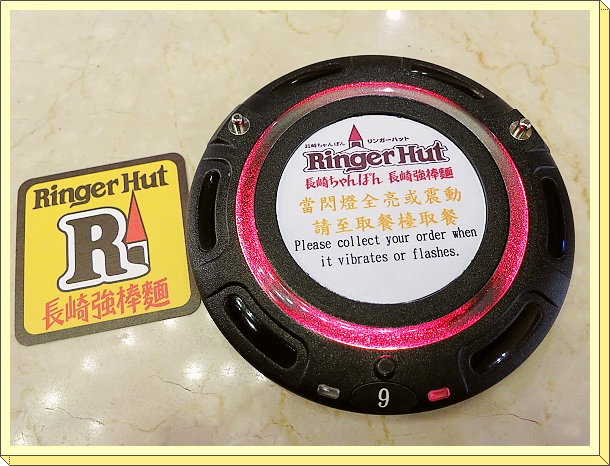 Ringer Hut
R
長崎強棒麵
長崎ちゃんぽん リンガーハット
Ringer Hut
長崎ちゃんぽん 長崎強棒麵
當閃燈全亮或震動
請至取餐檯取餐
Please collect your order when
it vibrates or flashes.
9